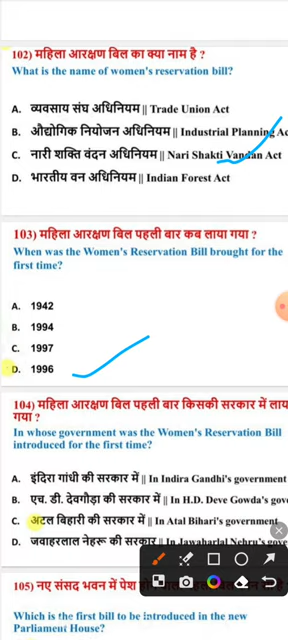 102) महिला आरक्षण बिल का क्या नाम है ?
What is the name of women's reservation bill?
A. व्यवसाय संघ अधिनियम || Trade Union Act
B. औद्योगिक नियोजन अधिनियम || Industrial Planning Ac
C. नारी शक्ति वंदन अधिनियम || Nari Shakti Vandan Act
D. भारतीय वन अधिनियम || Indian Forest Act
103) महिला आरक्षण बिल पहली बार कब लाया गया ?
When was the Women's Reservation Bill brought for the
first time?
A. 1942
B. 1994
C. 1997
D. 1996
104) महिला आरक्षण बिल पहली बार किसकी सरकार में लाया
गया ?
In whose government was the Women's Reservation Bill
introduced for the first time?
A. इंदिरा गांधी की सरकार में || In Indira Gandhi's government
B. एच. डी. देवगौड़ा की सरकार में || In H.D. Deve Gowda's gov
C. अटल बिहारी की सरकार में || In Atal Bihari's government
D. जवाहरलाल नेहरू की सरकार || In Jawaharlal Nehru's gover
105) नए संसद भवन में पेश
Which is the first bill to be introduced in the new
Parliament House?